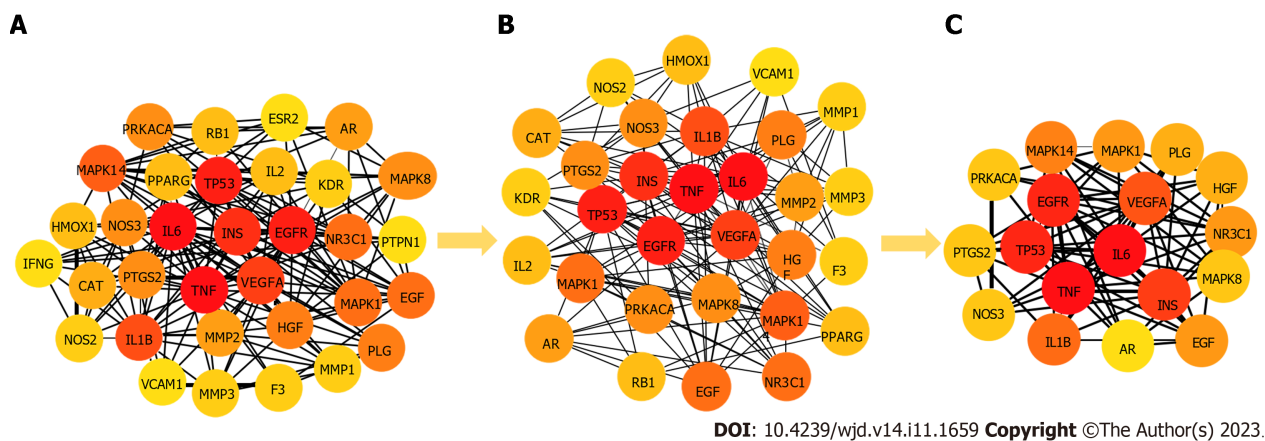 A
B
C
PRKACA
RB1
ESR2
AR
MAPK14
PPARG
TP53
IL2
KDR
MAPK8
HMOX1
NOS3
IL6
INS
EGFR
NR3C1
PTPN1
IFNG
CAT
PTGS2
TNF
VEGFA
MAPK1
EGF
NOS2
IL1B
MMP2
HGF
PLG
VCAM1
MMP3
F3
MMP1
HMOX1
VCAM1
NOS2
MMP1
CAT
NOS3
IL1B
PLG
PTGS2
INS
TNF
IL6
KDR
TP53
MMP2
MMP3
EGFR
VEGFA
IL2
MAPK1
HG
F
F3
PRKACA
MAPK8
MAPK1
4
AR
PPARG
RB1
EGF
NR3C1
MAPK14
MAPK1
PLG
PRKACA
EGFR
VEGFA
HGF
PTGS2
TP53
IL6
NR3C1
MAPK8
TNF
INS
NOS3
IL1B
AR
EGF
DOI: 10.4239/wjd.v14.i11.1659 Copyright ©The Author(s) 2023.